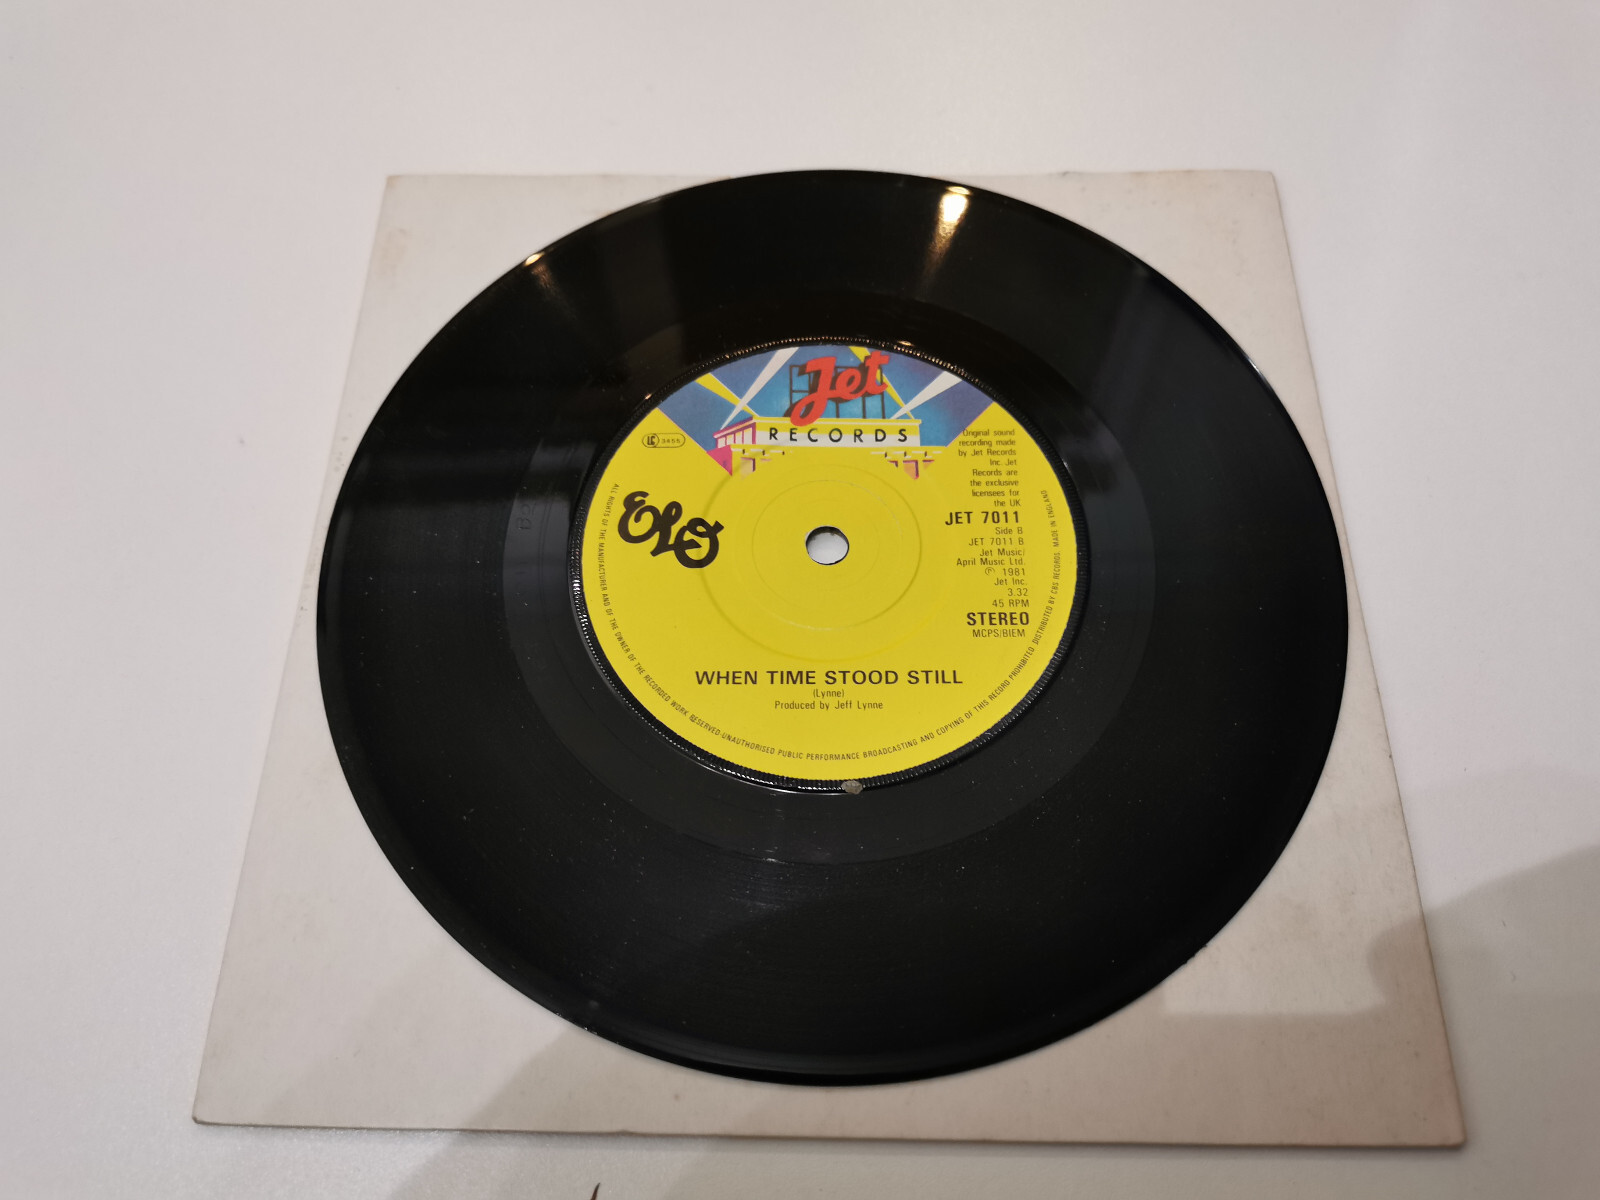 Jet
RECORDS
LC 3455
Original sound
recording made
by Jet Records
Inc. Jet
Records are
the exclusive
licensees for
the UK
ELO
JET 7011
Side B
JET 7011 B
Jet Music/
April Music Ltd.
℗ 1981
Jet Inc.
3.32
45 RPM
STEREO
MCPS/BIEM
WHEN TIME STOOD STILL
(Lynne)
Produced by Jeff Lynne
ALL RIGHTS OF THE MANUFACTURER AND OF THE OWNER OF THE RECORDED WORK RESERVED·UNAUTHORISED PUBLIC PERFORMANCE BROADCASTING AND COPYING OF THIS RECORD PROHIBITED. DISTRIBUTED BY CBS RECORDS. MADE IN ENGLAND